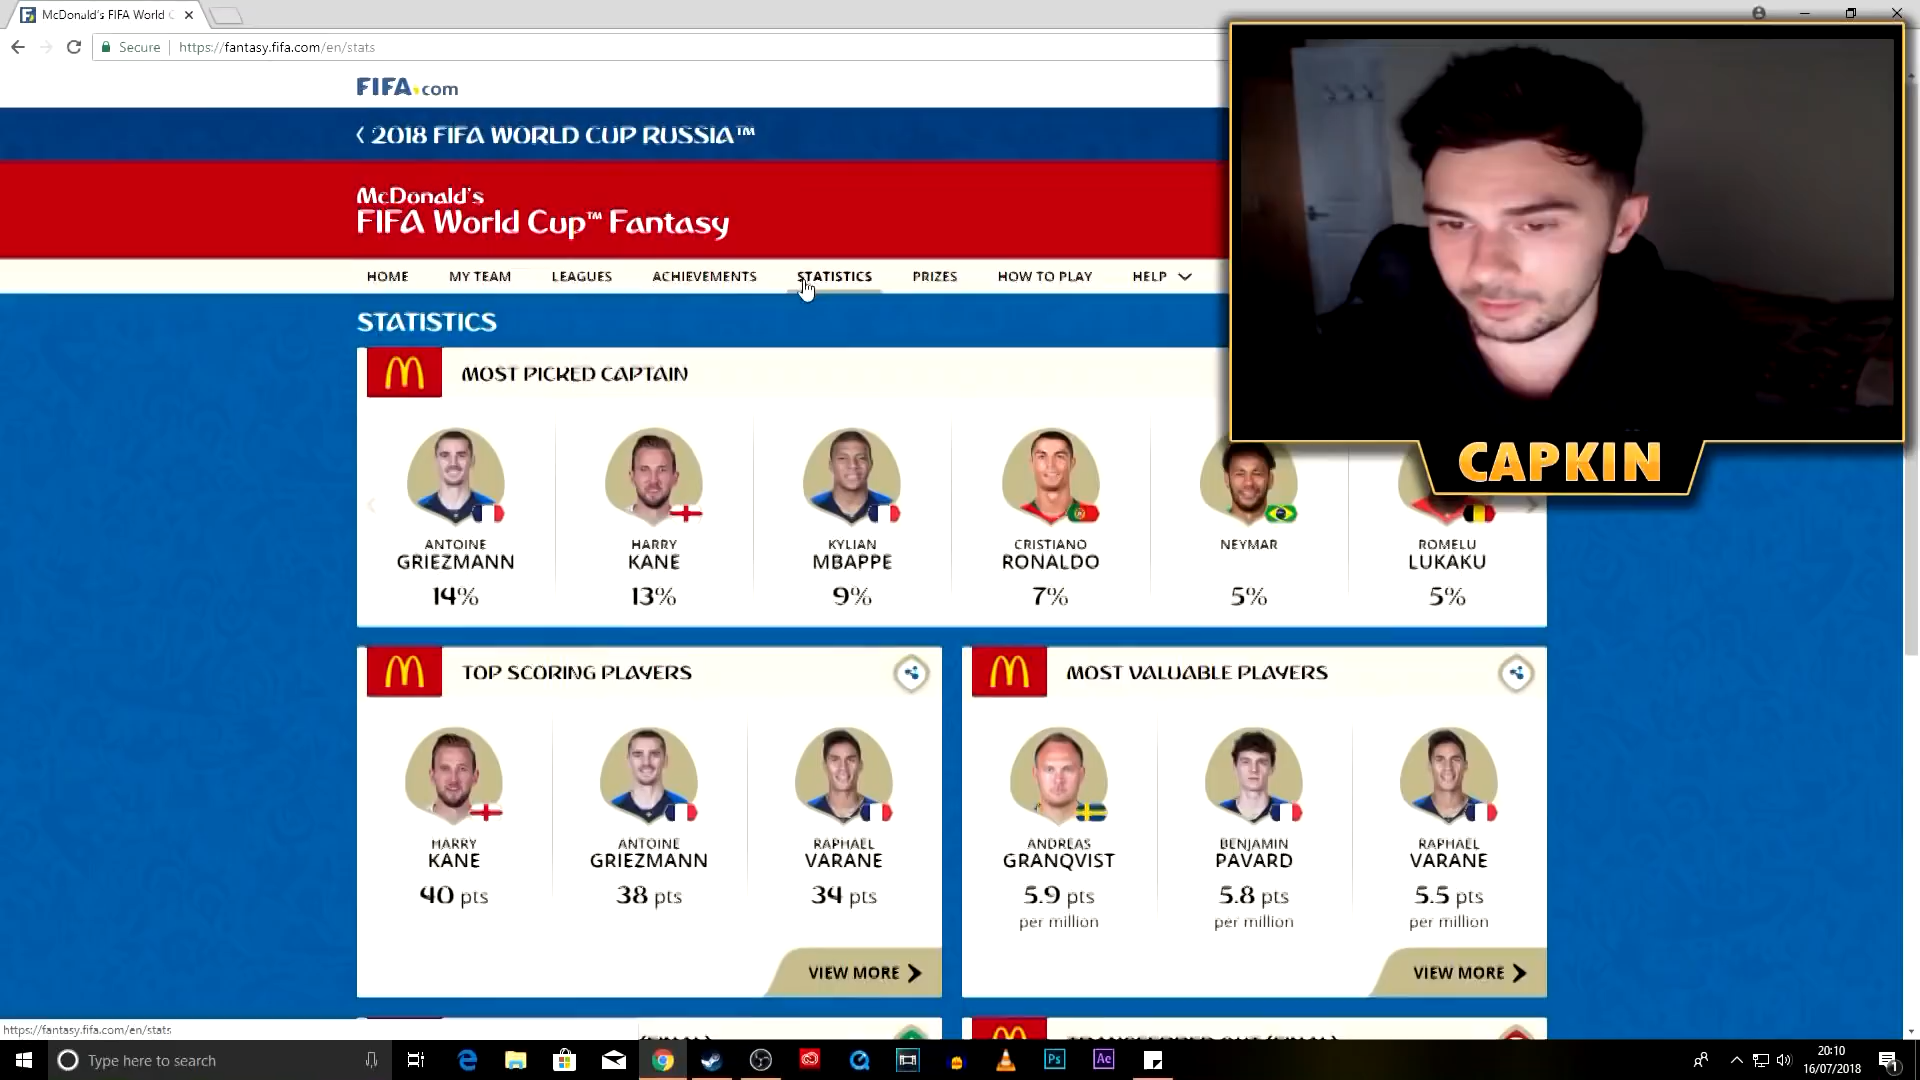 McDonald's FIFA World C
Secure
https://fantasy.fifa.com/en/stats
FIFA.com
2018 FIFA WORLD CUP RUSSIA™
McDonald's
FIFA World Cup™ Fantasy
HOME MY TEAM LEAGUES ACHIEVEMENTS STATISTICS PRIZES HOW TO PLAY HELP
CAPKIN
STATISTICS
MOST PICKED CAPTAIN
ANTOINE
GRIEZMANN
14%
HARRY
KANE
13%
KYLIAN
MBAPPE
9%
CRISTIANO
RONALDO
7%
NEYMAR
5%
ROMELU
LUKAKU
5%
TOP SCORING PLAYERS
HARRY
KANE
40 pts
ANTOINE
GRIEZMANN
38 pts
RAPHAËL
VARANE
34 pts
VIEW MORE
MOST VALUABLE PLAYERS
ANDREAS
GRANQVIST
5.9 pts
per million
BENJAMIN
PAVARD
5.8 pts
per million
RAPHAËL
VARANE
5.5 pts
per million
VIEW MORE
https://fantasy.fifa.com/en/stats
Type here to search
Ps
Ae
20:10
16/07/2018
1